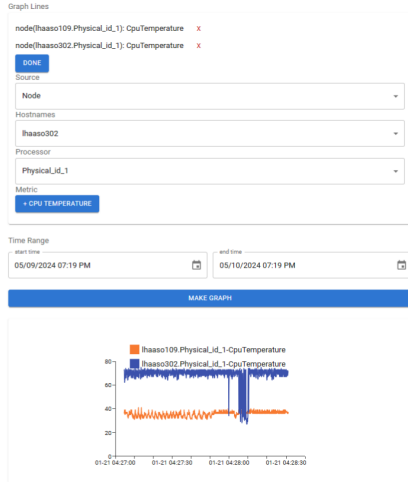 Graph Lines
node(lhaaso109.Physical_id_1): CpuTemperature x
node(lhaaso302.Physical_id_1): CpuTemperature x
DONE
Source
Node
Hostnames
lhaaso302
Processor
Physical_id_1
Metric
+ CPU TEMPERATURE
Time Range
start time end time
05/09/2024 07:19 PM 05/10/2024 07:19 PM
MAKE GRAPH
lhaaso109.Physical_id_1-CpuTemperature
lhaaso302.Physical_id_1-CpuTemperature
80
60
40
20
0
01-21 04:27:00 01-21 04:27:30 01-21 04:28:00 01-21 04:28:30